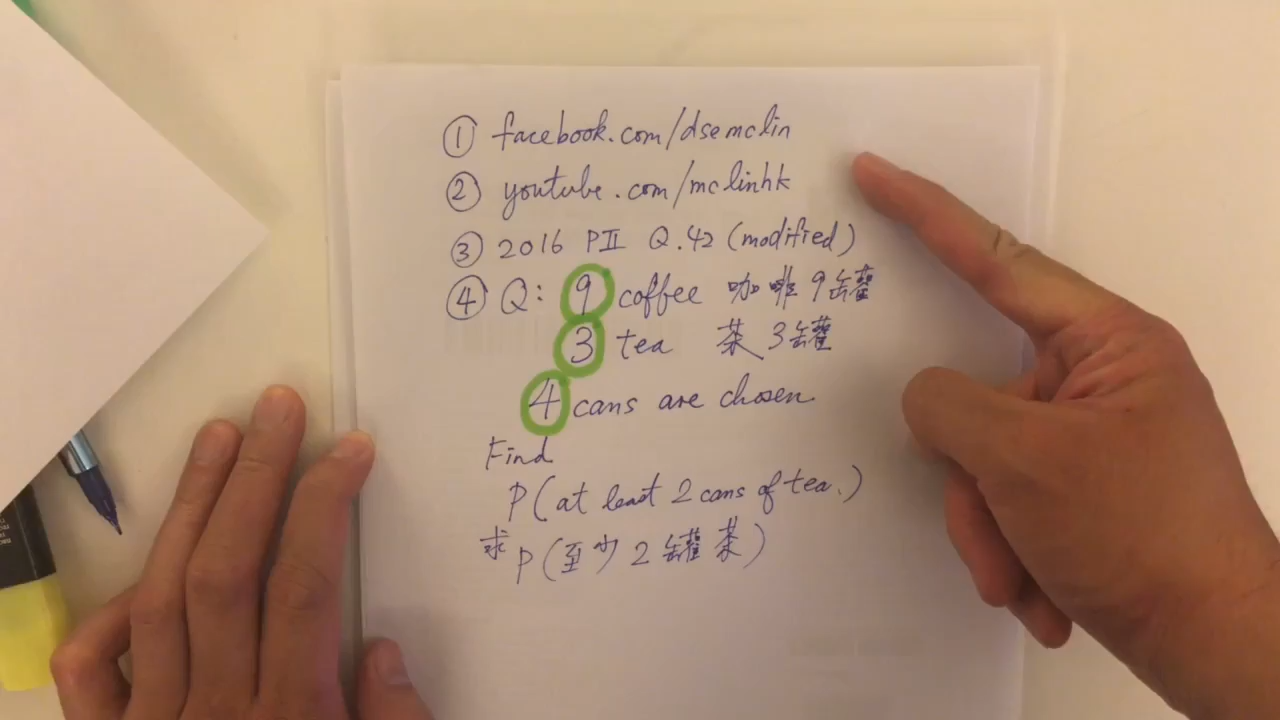 ① facebook.com/dsemclin
② youtube.com/mclinhk
③ 2016 PII Q.42 (modified)
④ Q: 9 coffee 咖啡 9罐
3 tea 茶 3罐
4 cans are chosen
Find
P(at least 2 cans of tea.)
求 P(至少 2 罐茶)